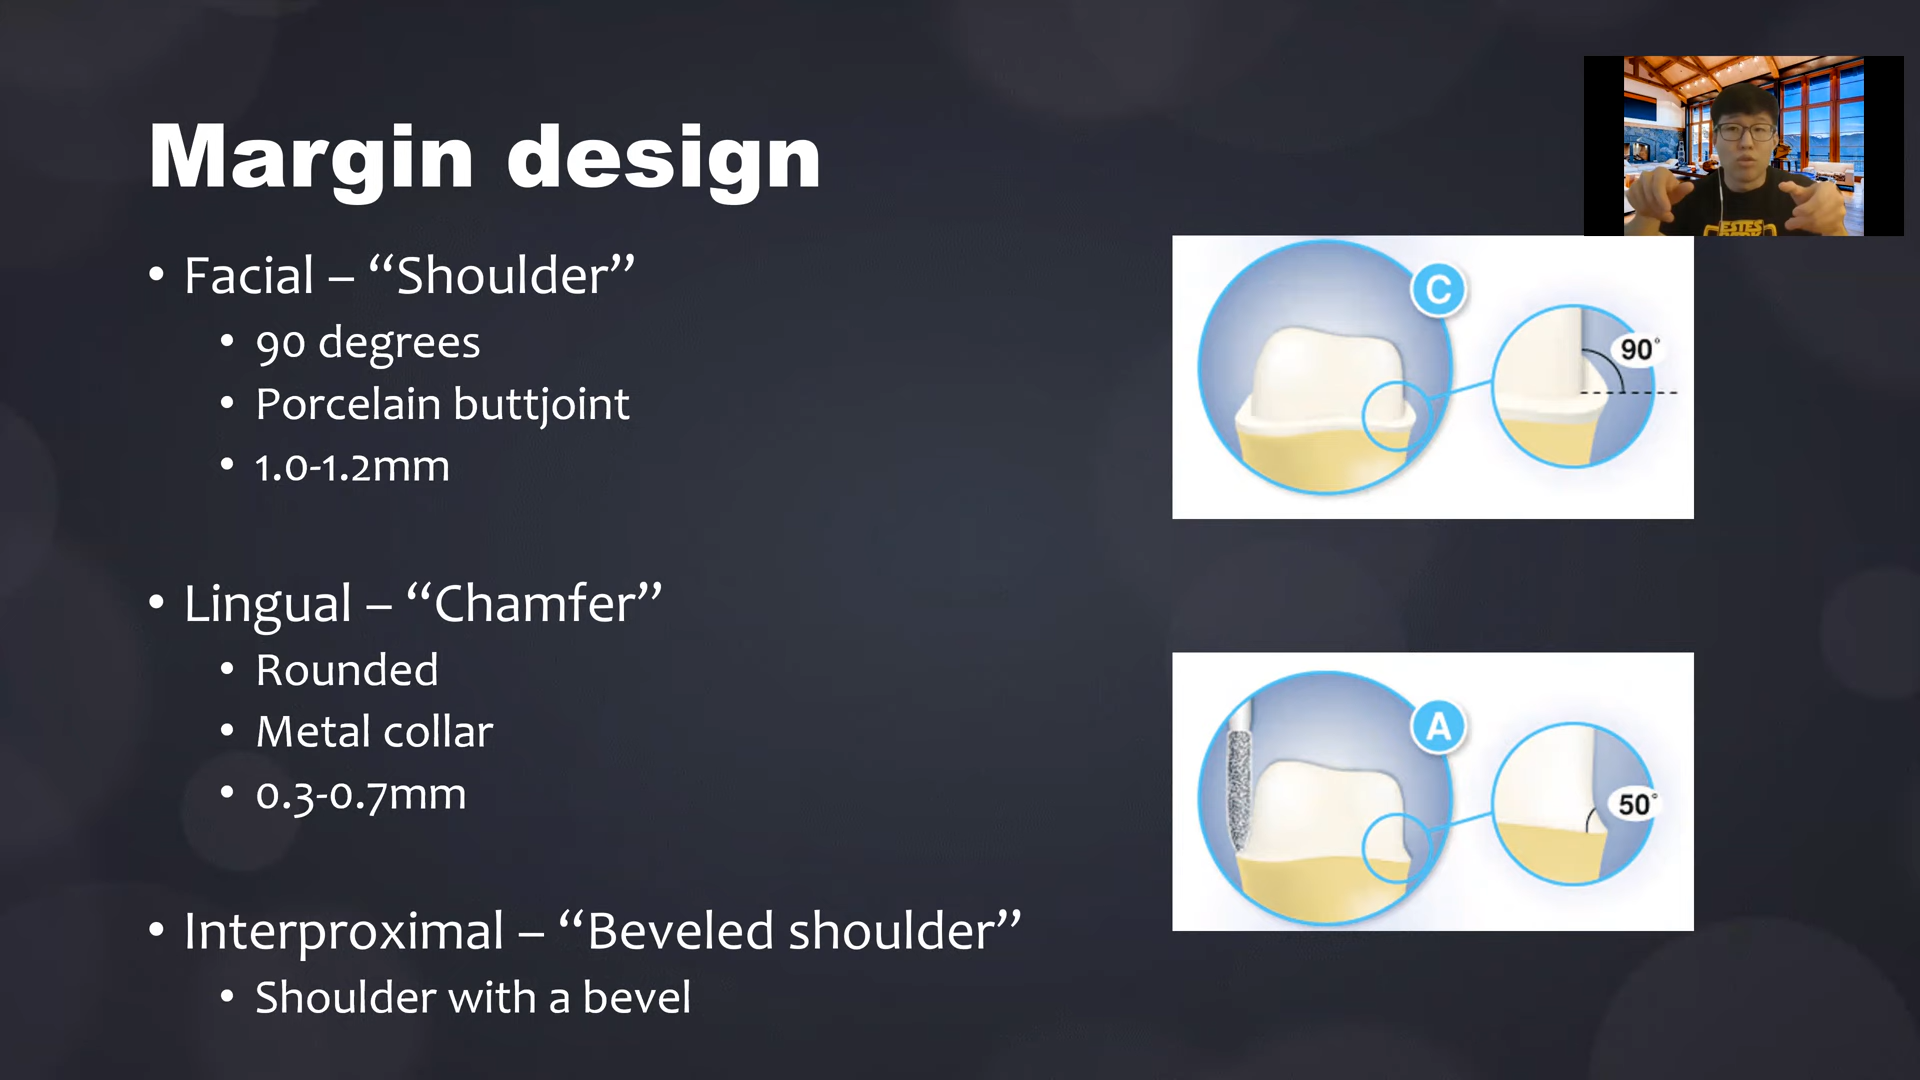 Margin design
• Facial – “Shoulder”
• 90 degrees
• Porcelain buttjoint
• 1.0-1.2mm
• Lingual – “Chamfer”
• Rounded
• Metal collar
• 0.3-0.7mm
• Interproximal – “Beveled shoulder”
• Shoulder with a bevel
C
90°
A
50°
ESTES